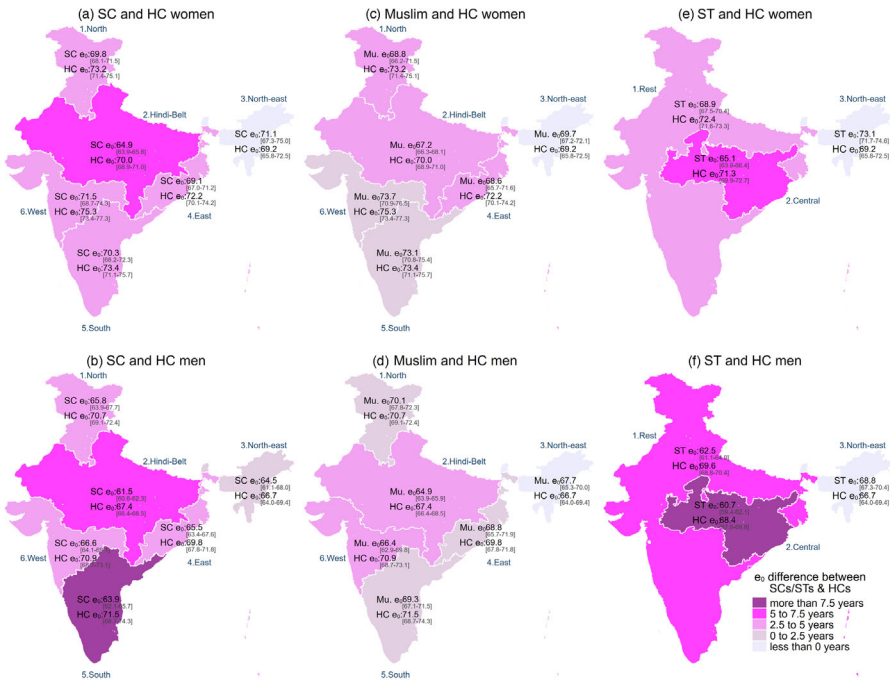 (a) SC and HC women
1.North
SC e₀:69.8
[68.1-71.5]
HC e₀:73.2
[71.4-75.1]
2.Hindi-Belt
3.North-east
SC e₀:71.1
[67.3-75.0]
HC e₀:69.2
[65.8-72.5]
SC e₀:64.9
[63.9-65.8]
HC e₀:70.0
[68.9-71.0]
SC e₀:69.1
[67.0-71.2]
HC e₀:72.2
[70.1-74.2]
4.East
6.West
SC e₀:71.5
[68.7-74.3]
HC e₀:75.3
[73.4-77.3]
SC e₀:70.3
[68.2-72.3]
HC e₀:73.4
[71.1-75.7]
5.South
(c) Muslim and HC women
1.North
Mu. e₀:68.8
[66.2-71.5]
HC e₀:73.2
[71.4-75.1]
2.Hindi-Belt
3.North-east
Mu. e₀:69.7
[67.2-72.1]
HC e₀:69.2
[65.8-72.5]
Mu. e₀:67.2
[66.3-68.1]
HC e₀:70.0
[68.9-71.0]
Mu. e₀:68.6
[65.7-71.6]
HC e₀:72.2
[70.1-74.2]
4.East
6.West
Mu. e₀:73.7
[70.9-76.5]
HC e₀:75.3
[73.4-77.3]
Mu. e₀:73.1
[70.8-75.4]
HC e₀:73.4
[71.1-75.7]
5.South
(e) ST and HC women
1.Rest
ST e₀:68.9
[67.5-70.4]
HC e₀:72.4
[71.6-73.3]
3.North-east
ST e₀:73.1
[71.7-74.6]
HC e₀:69.2
[65.8-72.5]
ST e₀:65.1
HC e₀:71.3
2.Central
(b) SC and HC men
1.North
SC e₀:65.8
[63.9-67.7]
HC e₀:70.7
[69.1-72.4]
2.Hindi-Belt
3.North-east
SC e₀:64.5
[61.1-68.0]
HC e₀:66.7
[64.0-69.4]
SC e₀:61.5
[60.6-62.3]
HC e₀:67.4
[66.4-68.5]
SC e₀:65.5
[63.4-67.6]
HC e₀:69.8
[67.8-71.8]
4.East
6.West
SC e₀:66.6
HC e₀:70.9
SC e₀:63.9
HC e₀:71.5
5.South
(d) Muslim and HC men
1.North
Mu. e₀:70.1
[67.8-72.3]
HC e₀:70.7
[69.1-72.4]
2.Hindi-Belt
3.North-east
Mu. e₀:67.7
[65.3-70.0]
HC e₀:66.7
[64.0-69.4]
Mu. e₀:64.9
[63.9-65.9]
HC e₀:67.4
[66.4-68.5]
Mu. e₀:68.8
[65.7-71.9]
HC e₀:69.8
[67.8-71.8]
4.East
6.West
Mu. e₀:66.4
[62.9-69.8]
HC e₀:70.9
[68.7-73.1]
Mu. e₀:69.3
[67.1-71.5]
HC e₀:71.5
[68.7-74.3]
5.South
(f) ST and HC men
1.Rest
ST e₀:62.5
[61.1-64.0]
HC e₀:69.6
[68.8-70.4]
3.North-east
ST e₀:68.8
[67.3-70.4]
HC e₀:66.7
[64.0-69.4]
ST e₀:60.7
HC e₀:68.4
2.Central
e₀ difference between
SCs/STs & HCs
more than 7.5 years
5 to 7.5 years
2.5 to 5 years
0 to 2.5 years
less than 0 years